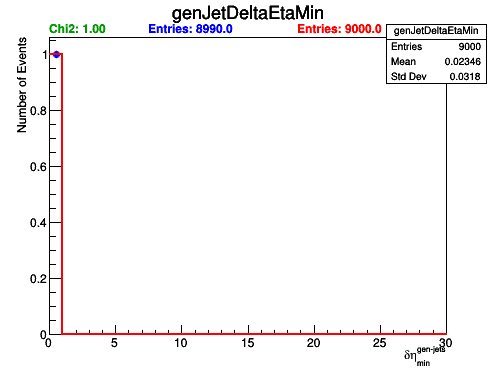 genJetDeltaEtaMin
Chi2: 1.00 Entries: 8990.0 Entries: 9000.0
genJetDeltaEtaMin
Entries 9000
Mean 0.02346
Std Dev 0.0318
Number of Events
1
0.8
0.6
0.4
0.2
0
0 5 10 15 20 25 30
δη gen-jets min